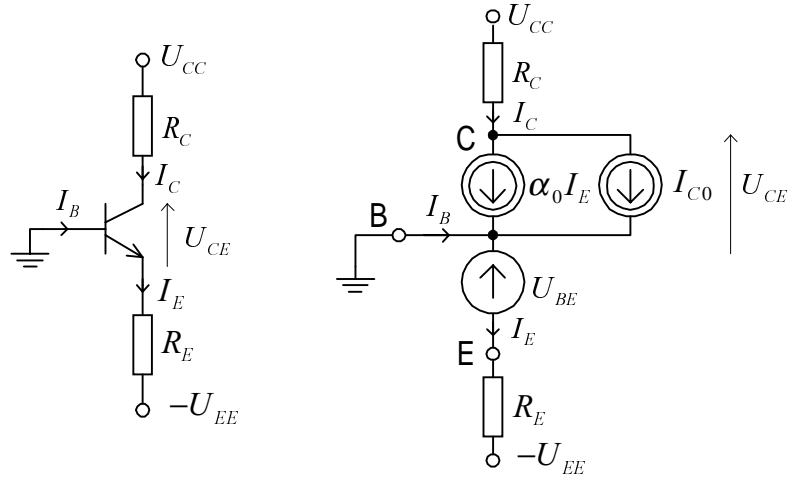 U_CC
R_C
I_C
I_B
U_CE
I_E
R_E
−U_EE
U_CC
R_C
I_C
C
α_0 I_E
I_C0
U_CE
B
I_B
U_BE
I_E
E
R_E
−U_EE